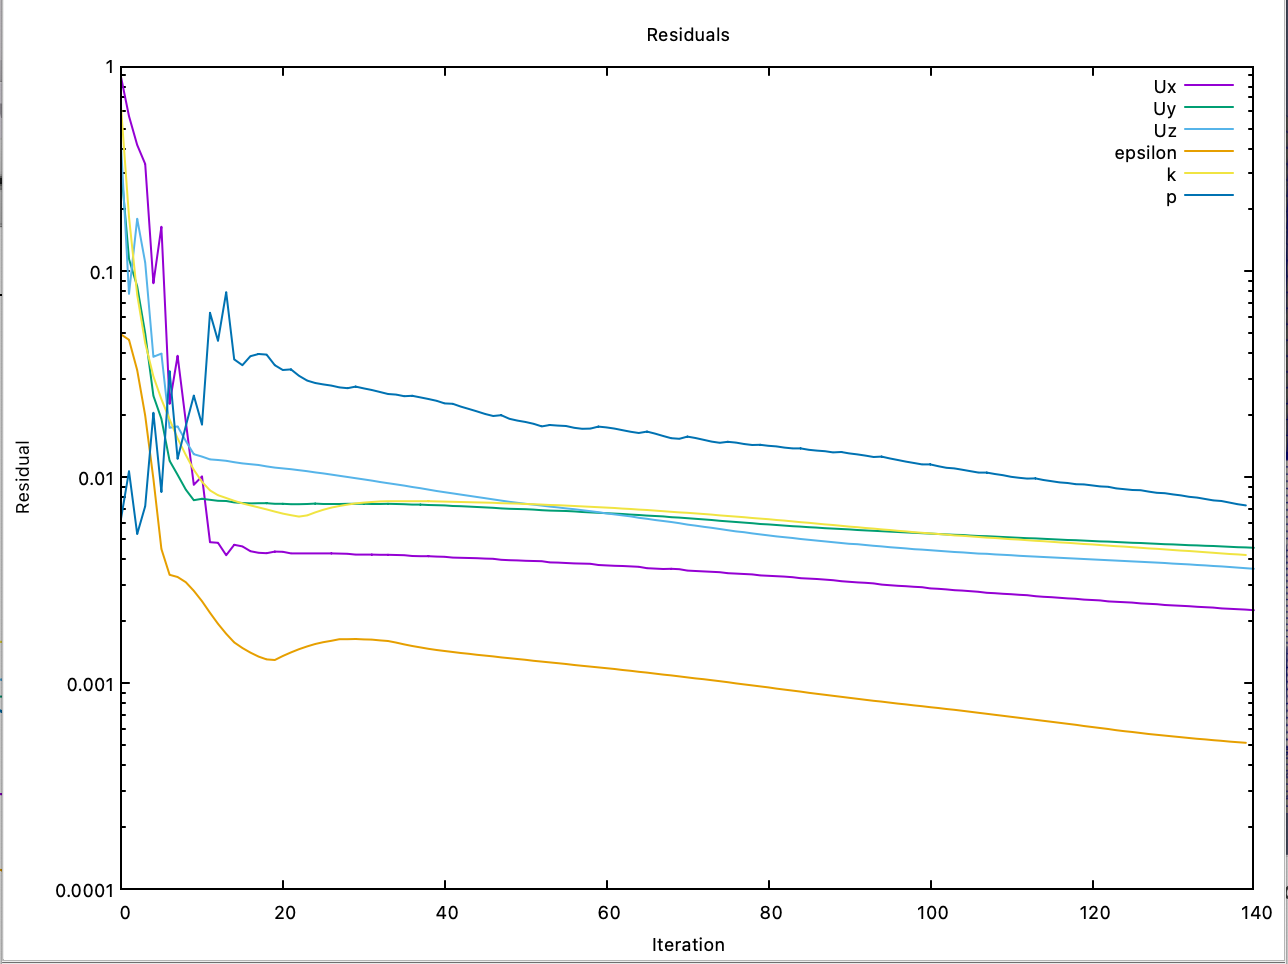 Residuals
1
0.1
0.01
0.001
0.0001
Residual
Ux
Uy
Uz
epsilon
k
p
0 20 40 60 80 100 120 140
Iteration